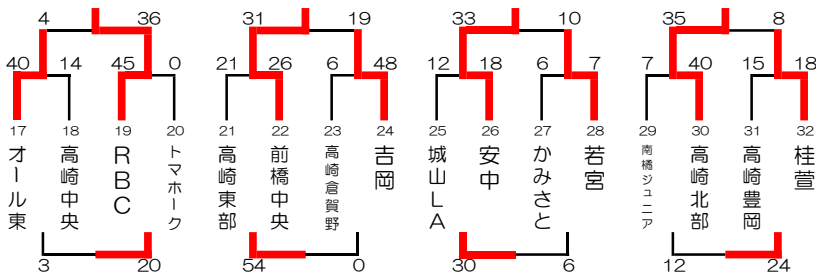 4 36 31 19 33 10 35 8
40 14 45 0 21 26 6 48 12 18 6 7 7 40 15 18
17 18 19 20 21 22 23 24 25 26 27 28 29 30 31 32
オール東
高崎中央
RBC
トマホーク
高崎東部
前橋中央
高崎倉賀野
吉岡
城山LA
安中
かみさと
若宮
南橘ジュニア
高崎北部
高崎豊岡
桂萱
3 20 54 0 30 6 12 24